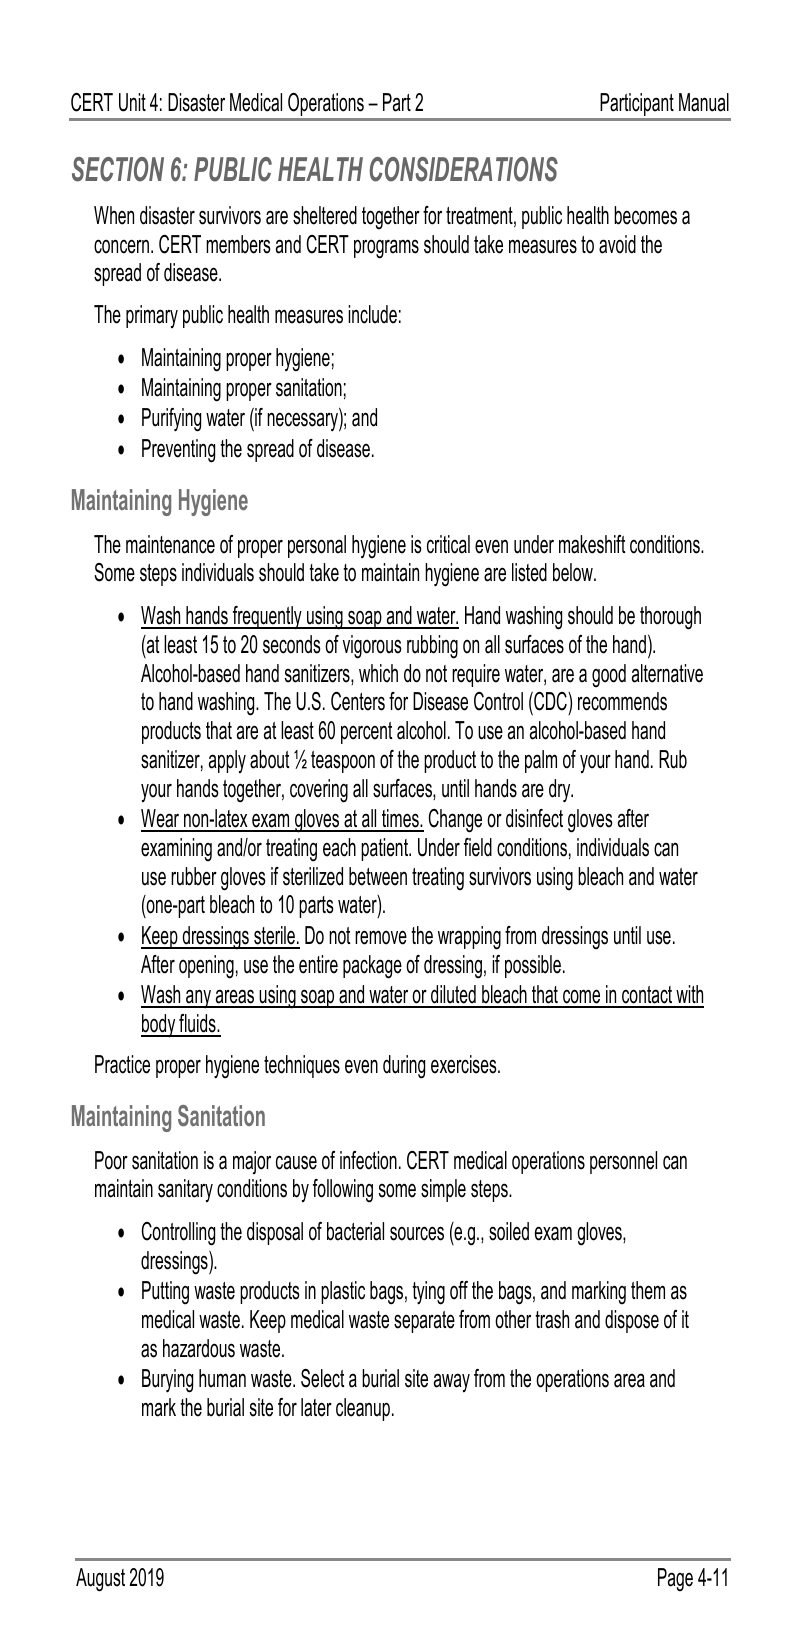 CERT Unit 4: Disaster Medical Operations – Part 2 Participant Manual
SECTION 6: PUBLIC HEALTH CONSIDERATIONS
When disaster survivors are sheltered together for treatment, public health becomes a
concern. CERT members and CERT programs should take measures to avoid the
spread of disease.
The primary public health measures include:
• Maintaining proper hygiene;
• Maintaining proper sanitation;
• Purifying water (if necessary); and
• Preventing the spread of disease.
Maintaining Hygiene
The maintenance of proper personal hygiene is critical even under makeshift conditions.
Some steps individuals should take to maintain hygiene are listed below.
• Wash hands frequently using soap and water. Hand washing should be thorough
(at least 15 to 20 seconds of vigorous rubbing on all surfaces of the hand).
Alcohol-based hand sanitizers, which do not require water, are a good alternative
to hand washing. The U.S. Centers for Disease Control (CDC) recommends
products that are at least 60 percent alcohol. To use an alcohol-based hand
sanitizer, apply about ½ teaspoon of the product to the palm of your hand. Rub
your hands together, covering all surfaces, until hands are dry.
• Wear non-latex exam gloves at all times. Change or disinfect gloves after
examining and/or treating each patient. Under field conditions, individuals can
use rubber gloves if sterilized between treating survivors using bleach and water
(one-part bleach to 10 parts water).
• Keep dressings sterile. Do not remove the wrapping from dressings until use.
After opening, use the entire package of dressing, if possible.
• Wash any areas using soap and water or diluted bleach that come in contact with
body fluids.
Practice proper hygiene techniques even during exercises.
Maintaining Sanitation
Poor sanitation is a major cause of infection. CERT medical operations personnel can
maintain sanitary conditions by following some simple steps.
• Controlling the disposal of bacterial sources (e.g., soiled exam gloves,
dressings).
• Putting waste products in plastic bags, tying off the bags, and marking them as
medical waste. Keep medical waste separate from other trash and dispose of it
as hazardous waste.
• Burying human waste. Select a burial site away from the operations area and
mark the burial site for later cleanup.
August 2019 Page 4-11